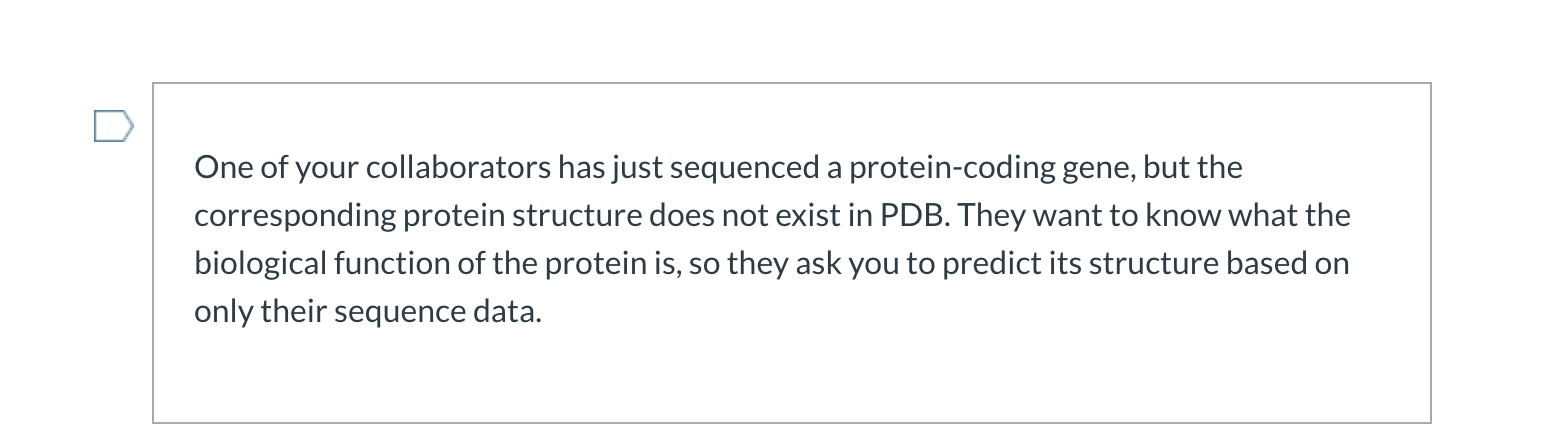 One of your collaborators has just sequenced a protein-coding gene, but the
corresponding protein structure does not exist in PDB. They want to know what the
biological function of the protein is, so they ask you to predict its structure based on
only their sequence data.